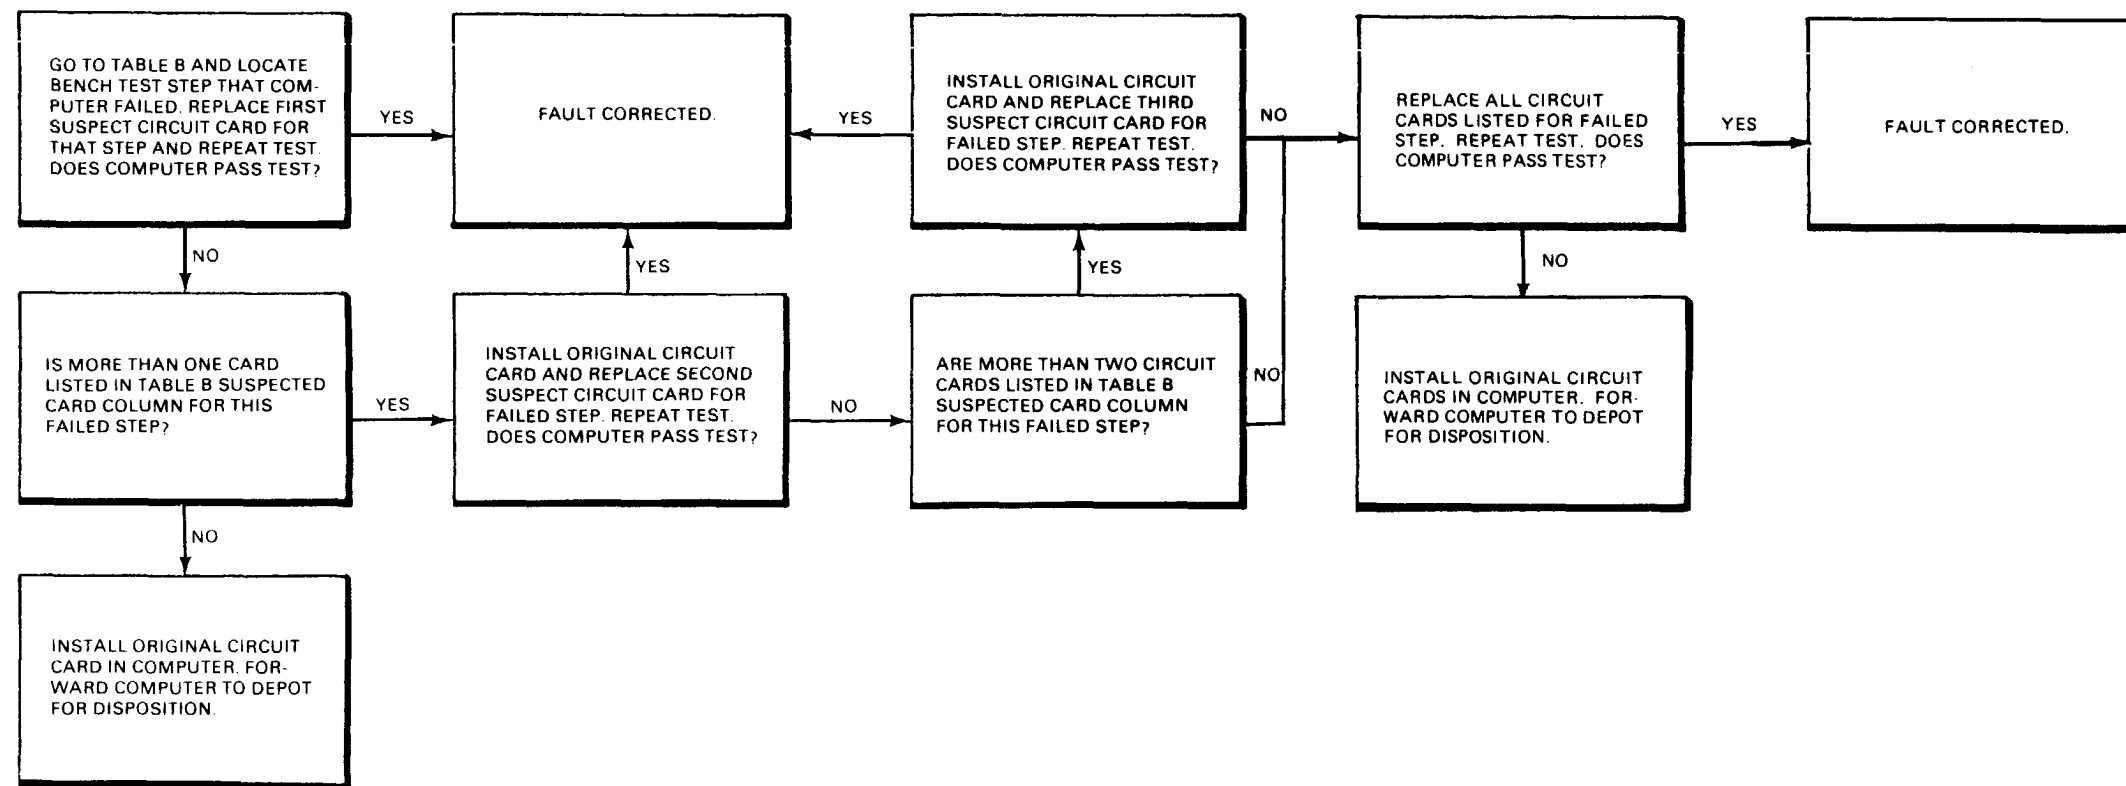 GO TO TABLE B AND LOCATE
BENCH TEST STEP THAT COM-
PUTER FAILED. REPLACE FIRST
SUSPECT CIRCUIT CARD FOR
THAT STEP AND REPEAT TEST.
DOES COMPUTER PASS TEST?
YES
FAULT CORRECTED.
YES
INSTALL ORIGINAL CIRCUIT
CARD AND REPLACE THIRD
SUSPECT CIRCUIT CARD FOR
FAILED STEP. REPEAT TEST.
DOES COMPUTER PASS TEST?
NO
REPLACE ALL CIRCUIT
CARDS LISTED FOR FAILED
STEP. REPEAT TEST. DOES
COMPUTER PASS TEST?
YES
FAULT CORRECTED.
NO
YES
YES
NO
IS MORE THAN ONE CARD
LISTED IN TABLE B SUSPECTED
CARD COLUMN FOR THIS
FAILED STEP?
YES
INSTALL ORIGINAL CIRCUIT
CARD AND REPLACE SECOND
SUSPECT CIRCUIT CARD FOR
FAILED STEP. REPEAT TEST.
DOES COMPUTER PASS TEST?
NO
ARE MORE THAN TWO CIRCUIT
CARDS LISTED IN TABLE B
SUSPECTED CARD COLUMN
FOR THIS FAILED STEP?
NO
INSTALL ORIGINAL CIRCUIT
CARDS IN COMPUTER. FOR-
WARD COMPUTER TO DEPOT
FOR DISPOSITION.
NO
INSTALL ORIGINAL CIRCUIT
CARD IN COMPUTER. FOR-
WARD COMPUTER TO DEPOT
FOR DISPOSITION.